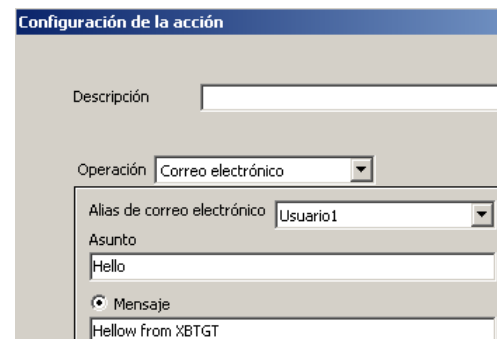 Configuración de la acción
Descripción
Operación Correo electrónico
Alias de correo electrónico Usuario1
Asunto
Hello
Mensaje
Hellow from XBTGT